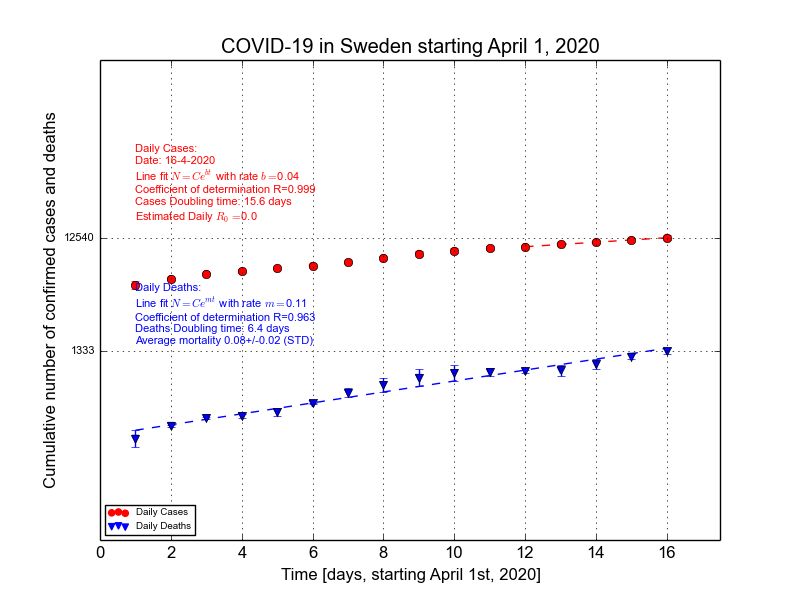 COVID-19 in Sweden starting April 1, 2020
Cumulative number of confirmed cases and deaths
Daily Cases:
Date: 16-4-2020
Line fit N=Ce^{bt} with rate b=0.04
Coefficient of determination R=0.999
Cases Doubling time: 15.6 days
Estimated Daily R_0=0.0
12540
Daily Deaths:
Line fit N=Ce^{mt} with rate m=0.11
Coefficient of determination R=0.963
Deaths Doubling time: 6.4 days
Average mortality 0.08+/-0.02 (STD)
1333
Daily Cases
Daily Deaths
0 2 4 6 8 10 12 14 16
Time [days, starting April 1st, 2020]